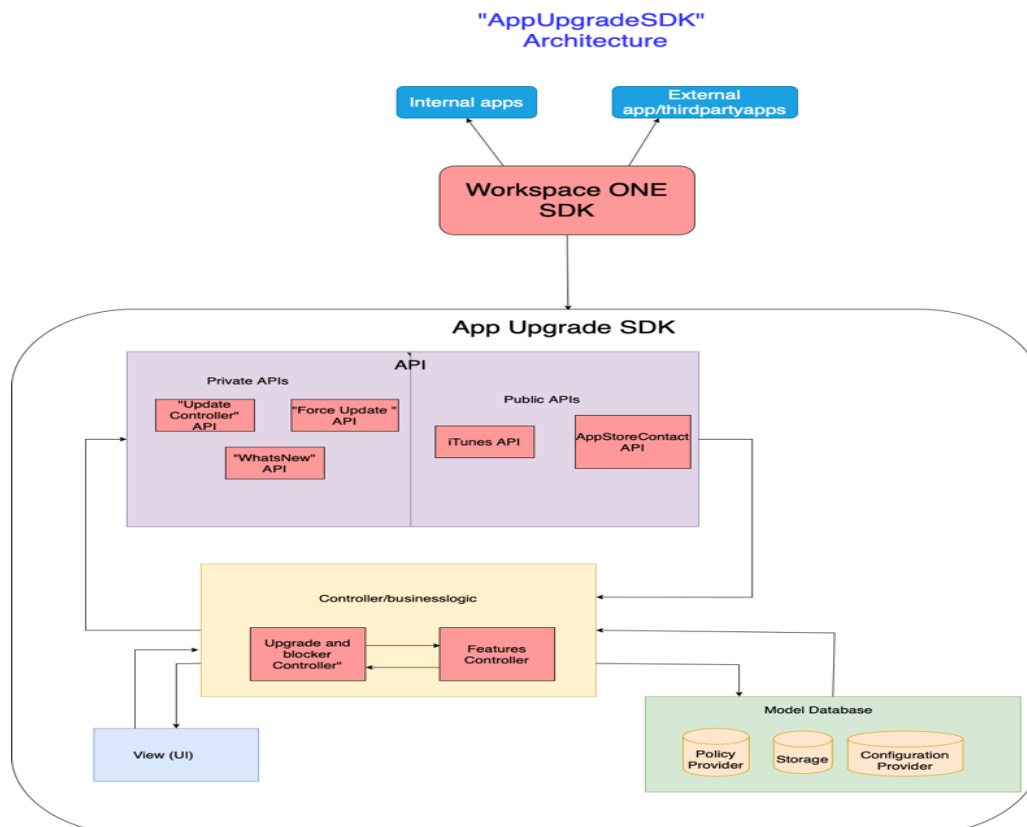 "AppUpgradeSDK"
Architecture
Internal apps
External
app/thirdpartyapps
Workspace ONE
SDK
App Upgrade SDK
API
Private APIs
Public APIs
"Update
Controller"
API
"Force Update "
API
"WhatsNew"
API
iTunes API
AppStoreContact
API
Controller/businesslogic
Upgrade and
blocker
Controller"
Features
Controller
View (UI)
Model Database
Policy
Provider
Storage
Configuration
Provider